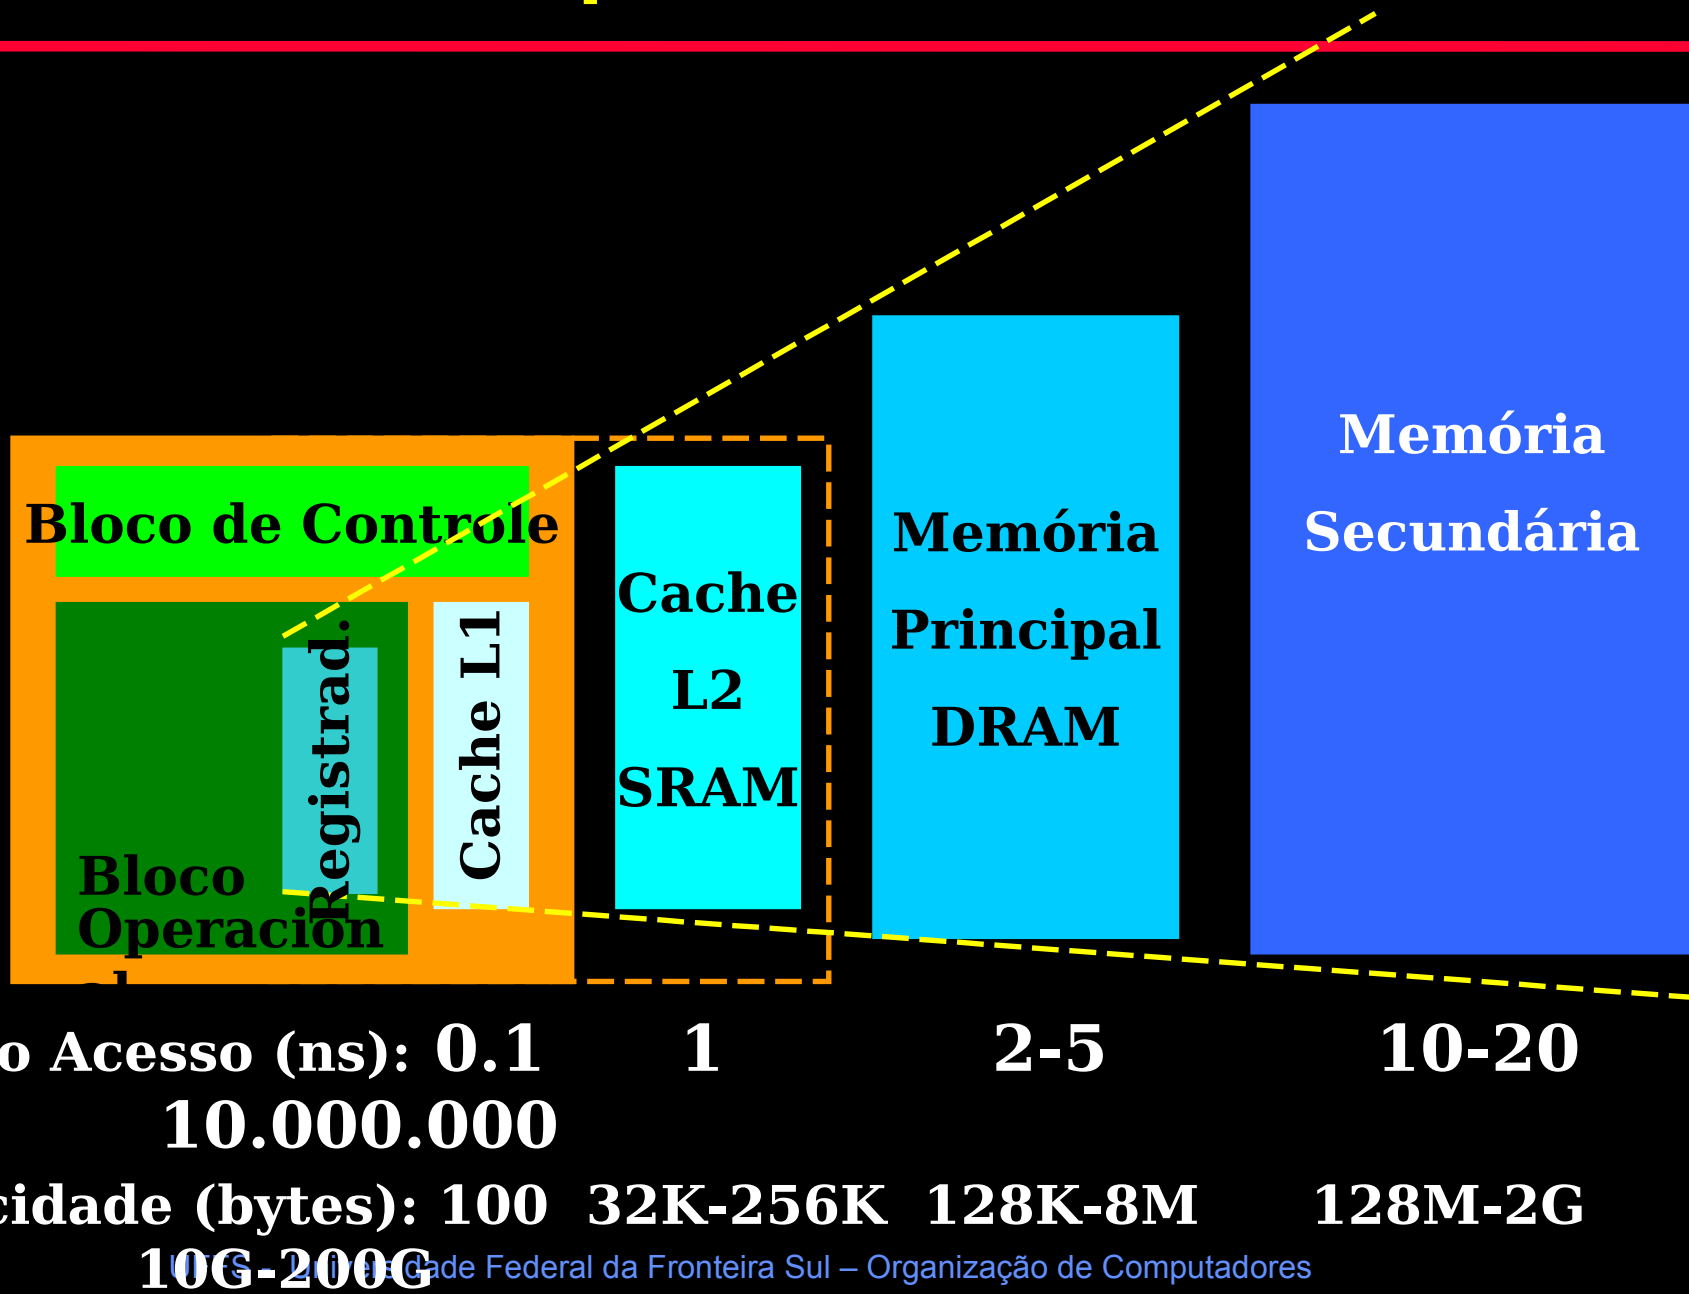 Bloco de Controle
Registrad.
Cache L1
Bloco
Operacion
Cache
L2
SRAM
Memória
Principal
DRAM
Memória
Secundária
o Acesso (ns): 0.1 1 2-5 10-20
10.000.000
cidade (bytes): 100 32K-256K 128K-8M 128M-2G
10G-200G
UFFS - Universidade Federal da Fronteira Sul – Organização de Computadores